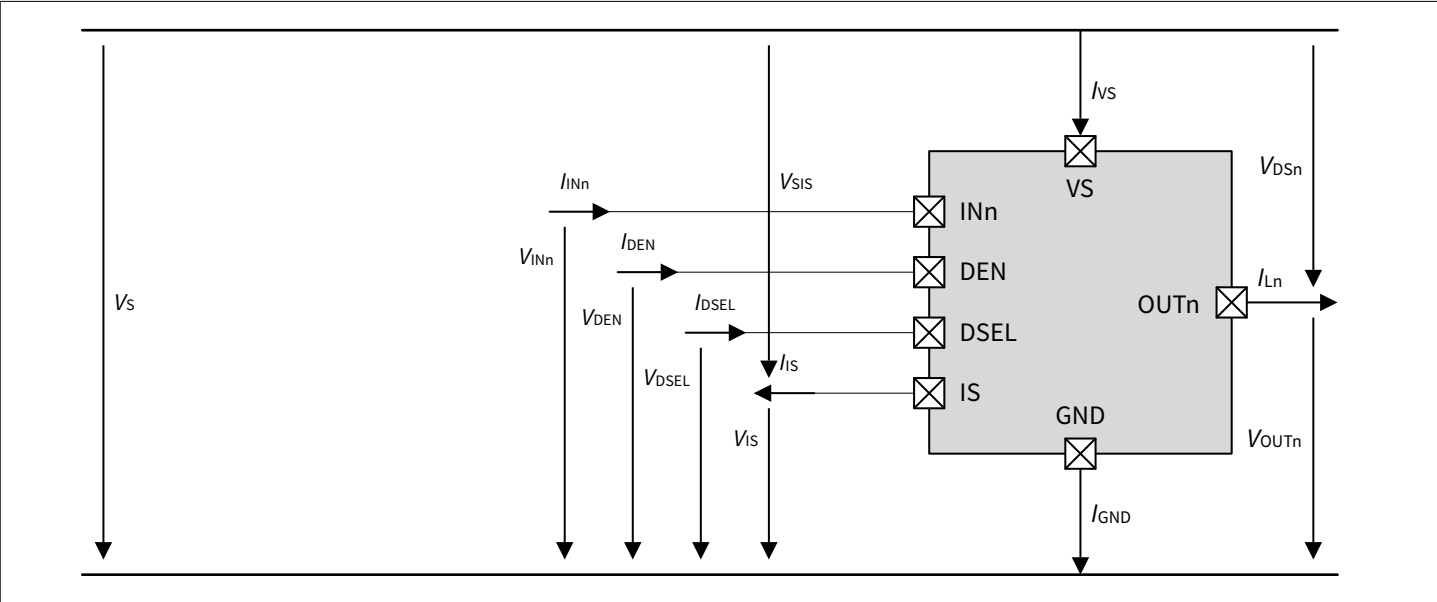 IVS
VS
IINn
VSIS
VDSn
INn
VINn
IDEN
DEN
VS
VDEN
IDSEL
DSEL
ILn
OUTn
VDSEL
IIS
IS
GND
VIS
VOUTn
IGND